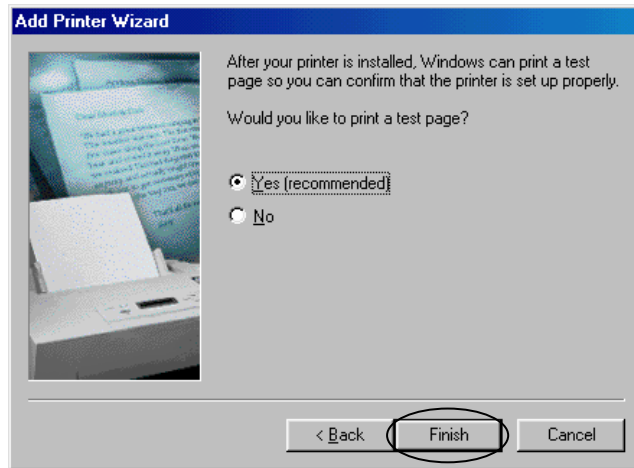 Add Printer Wizard
After your printer is installed, Windows can print a test
page so you can confirm that the printer is set up properly.
Would you like to print a test page?
Yes (recommended)
No
< Back
Finish
Cancel